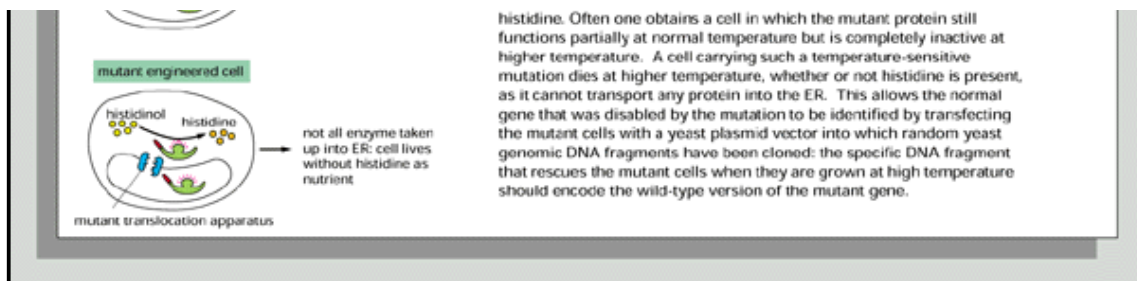 histidine. Often one obtains a cell in which the mutant protein still
functions partially at normal temperature but is completely inactive at
higher temperature. A cell carrying such a temperature-sensitive
mutation dies at higher temperature, whether or not histidine is present,
as it cannot transport any protein into the ER. This allows the normal
gene that was disabled by the mutation to be identified by transfecting
the mutant cells with a yeast plasmid vector into which random yeast
genomic DNA fragments have been cloned: the specific DNA fragment
that rescues the mutant cells when they are grown at high temperature
should encode the wild-type version of the mutant gene.
mutant engineered cell
histidinol
histidine
not all enzyme taken
up into ER: cell lives
without histidine as
nutrient
mutant translocation apparatus